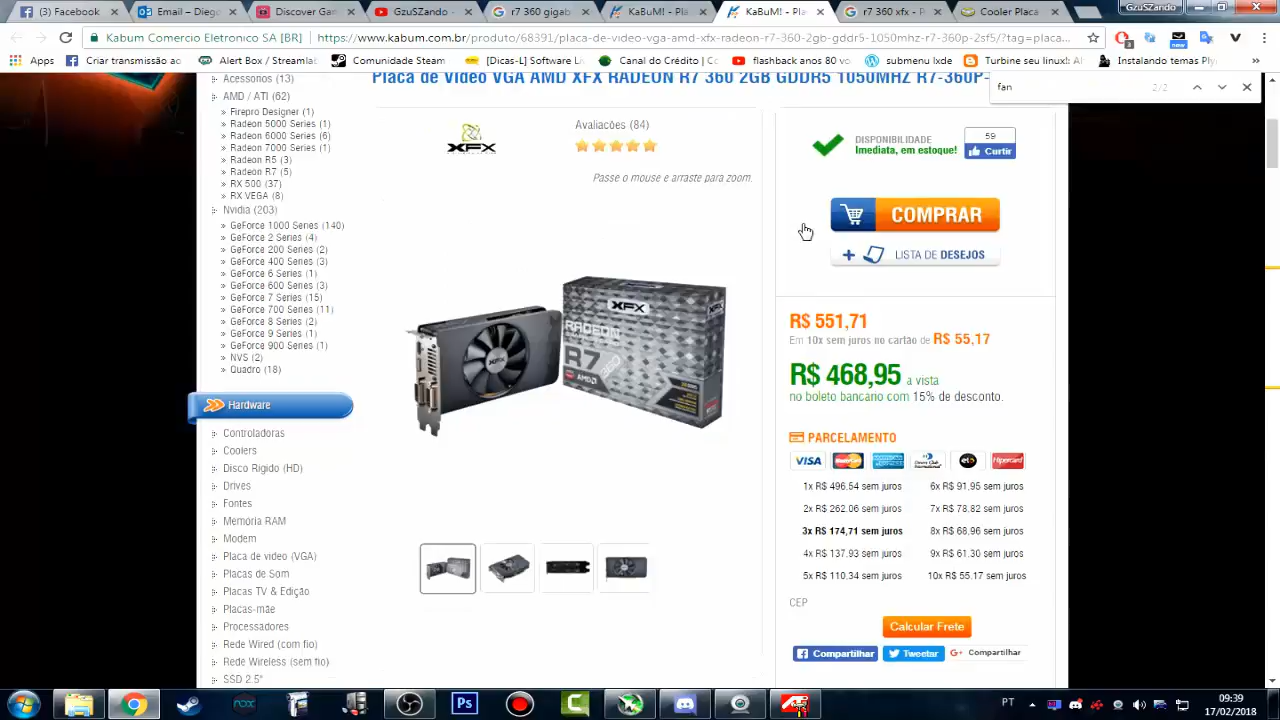 (1) Facebook
Email – Diego
Discover Gam
GzuSZando -
r7 360 gigab
KaBuM! - Pla
KaBuM! - Pla
r7 360 xfx - P
Cooler Placa
GzuSZando
Kabum Comercio Eletronico SA [BR]
https://www.kabum.com.br/produto/68391/placa-de-video-vga-amd-xfx-radeon-r7-360-2gb-gddr5-1050mhz-r7-360p-2sf5/?tag=placa...
Apps
Criar transmissão ao
Alert Box / Streamlab
Comunidade Steam
[Dicas-L] Software Li
Canal do Crédito | Co
flashback anos 80 vo
submenu lxde
Turbine seu linux!: Al
Instalando temas Ply
»
fan
2/2
Placa de Vídeo VGA AMD XFX RADEON R7 360 2GB GDDR5 1050MHZ R7-360P-
Acessorios (13)
AMD / ATI (62)
» Firepro Designer (1)
» Radeon 5000 Series (1)
» Radeon 6000 Series (6)
» Radeon 7000 Series (1)
» Radeon R5 (3)
» Radeon R7 (5)
» RX 500 (37)
» RX VEGA (8)
Nvidia (203)
» GeForce 1000 Series (140)
» GeForce 2 Series (4)
» GeForce 200 Series (2)
» GeForce 400 Series (3)
» GeForce 6 Series (1)
» GeForce 600 Series (3)
» GeForce 7 Series (15)
» GeForce 700 Series (11)
» GeForce 8 Series (2)
» GeForce 9 Series (1)
» GeForce 900 Series (1)
» NVS (2)
» Quadro (18)
Hardware
Controladoras
Coolers
Disco Rígido (HD)
Drives
Fontes
Memória RAM
Modem
Placa de vídeo (VGA)
Placas de Som
Placas TV & Edição
Placas-mãe
Processadores
Rede Wired (com fio)
Rede Wireless (sem fio)
SSD 2.5"
XFX
Avaliações (84)
Passe o mouse e arraste para zoom.
XFX
XFX
RADEON
R7 360
AMD
DISPONIBILIDADE
Imediata, em estoque!
59
Curtir
COMPRAR
+ LISTA DE DESEJOS
R$ 551,71
Em 10x sem juros no cartão de R$ 55,17
R$ 468,95 a vista
no boleto bancário com 15% de desconto.
PARCELAMENTO
VISA
MasterCard
Diners Club
elo
Hipercard
1x R$ 496,54 sem juros
6x R$ 91,95 sem juros
2x R$ 262,06 sem juros
7x R$ 78,82 sem juros
3x R$ 174,71 sem juros
8x R$ 68,96 sem juros
4x R$ 137,93 sem juros
9x R$ 61,30 sem juros
5x R$ 110,34 sem juros
10x R$ 55,17 sem juros
CEP
Calcular Frete
Compartilhar
Tweetar
G+ Compartilhar
Ps
PT
09:39
17/02/2018